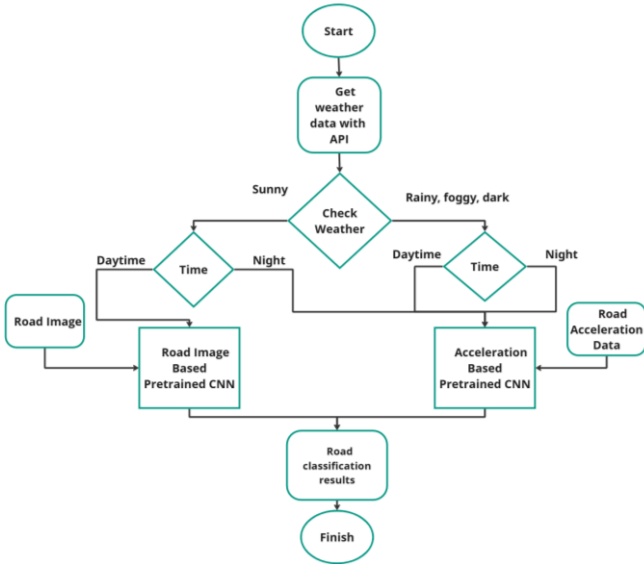 Start
Get
weather
data with
API
Sunny
Rainy, foggy, dark
Check
Weather
Daytime
Time
Night
Daytime
Time
Night
Road Image
Road Image
Based
Pretrained CNN
Acceleration
Based
Pretrained CNN
Road
Acceleration
Data
Road
classification
results
Finish